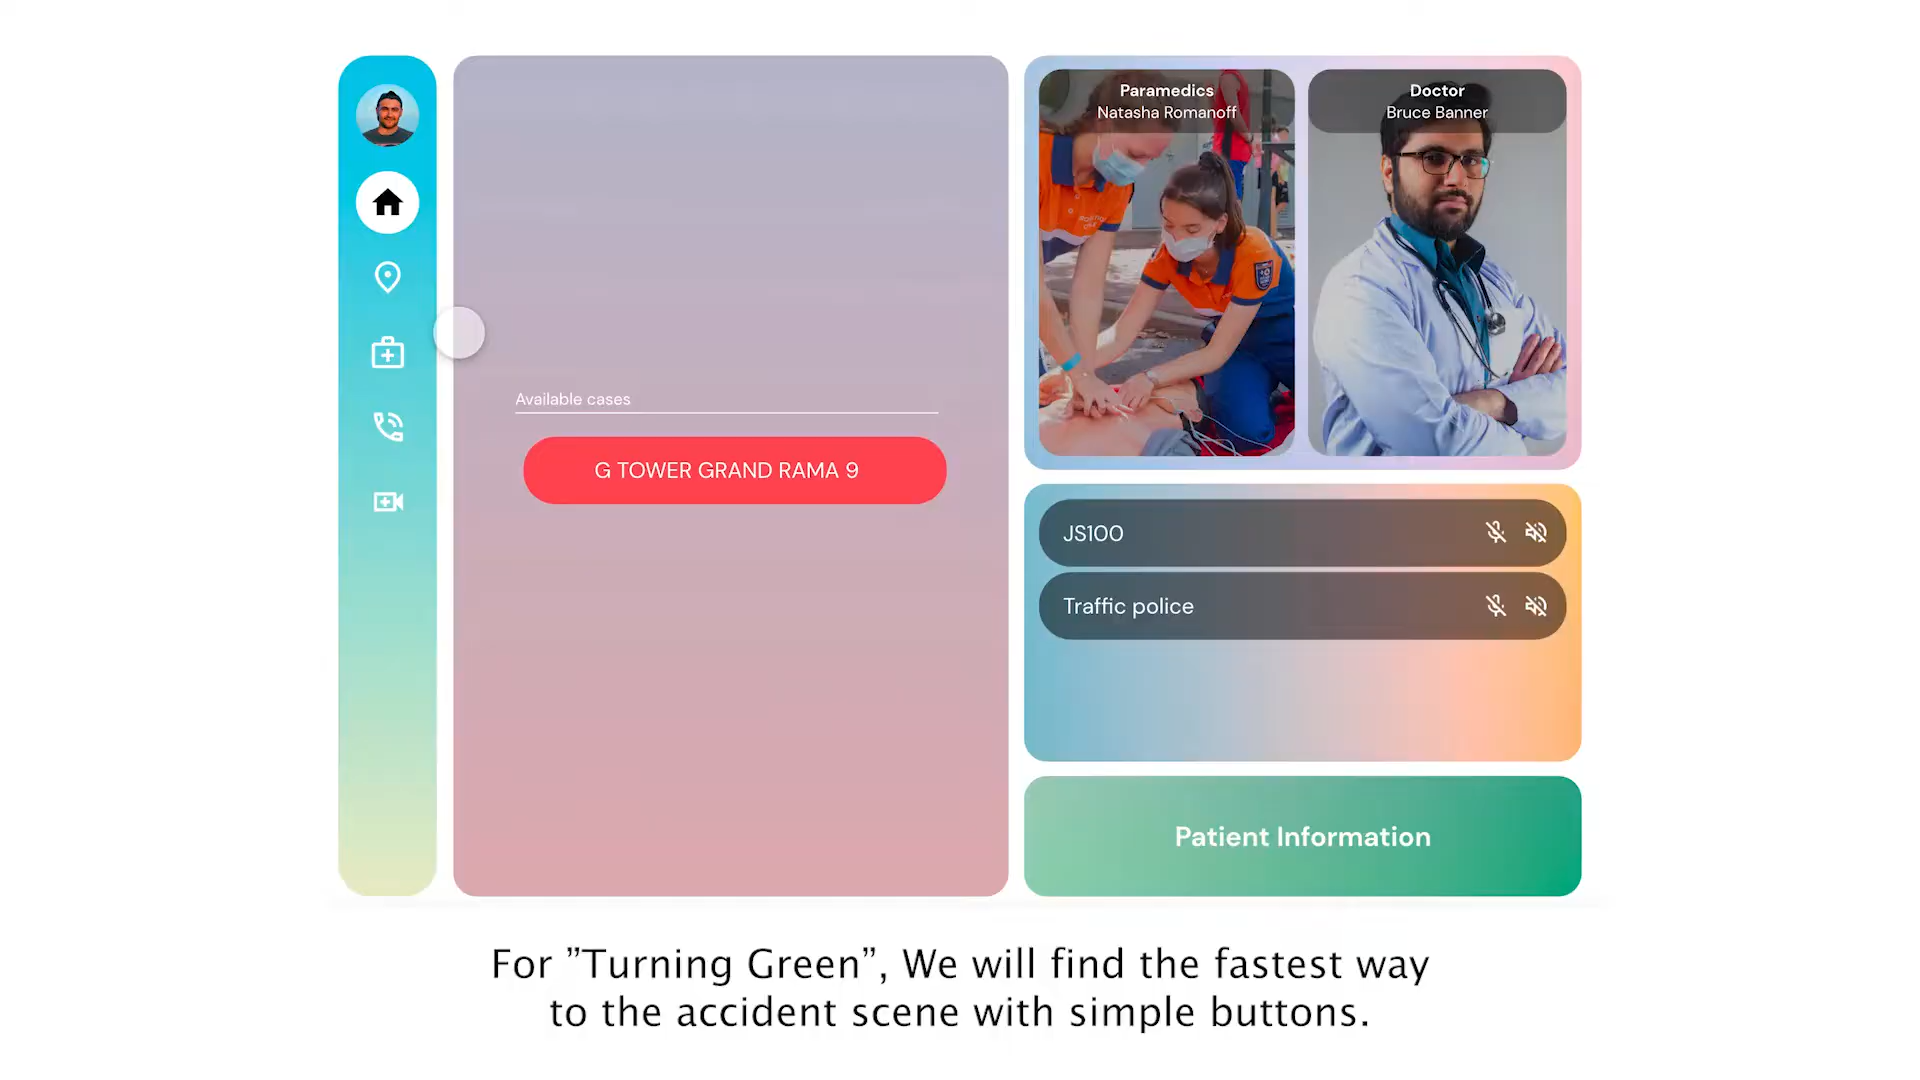 Paramedics
Natasha Romanoff
Doctor
Bruce Banner
Available cases
G TOWER GRAND RAMA 9
JS100
Traffic police
Patient Information
For ”Turning Green”, We will find the fastest way
to the accident scene with simple buttons.